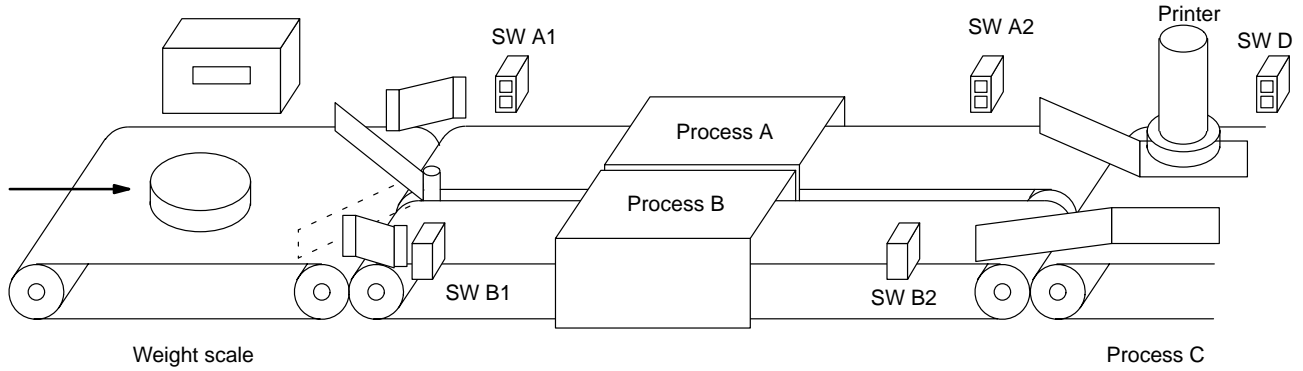 Printer
SW A1
SW A2
SW D
Process A
Process B
SW B1
SW B2
Weight scale
Process C